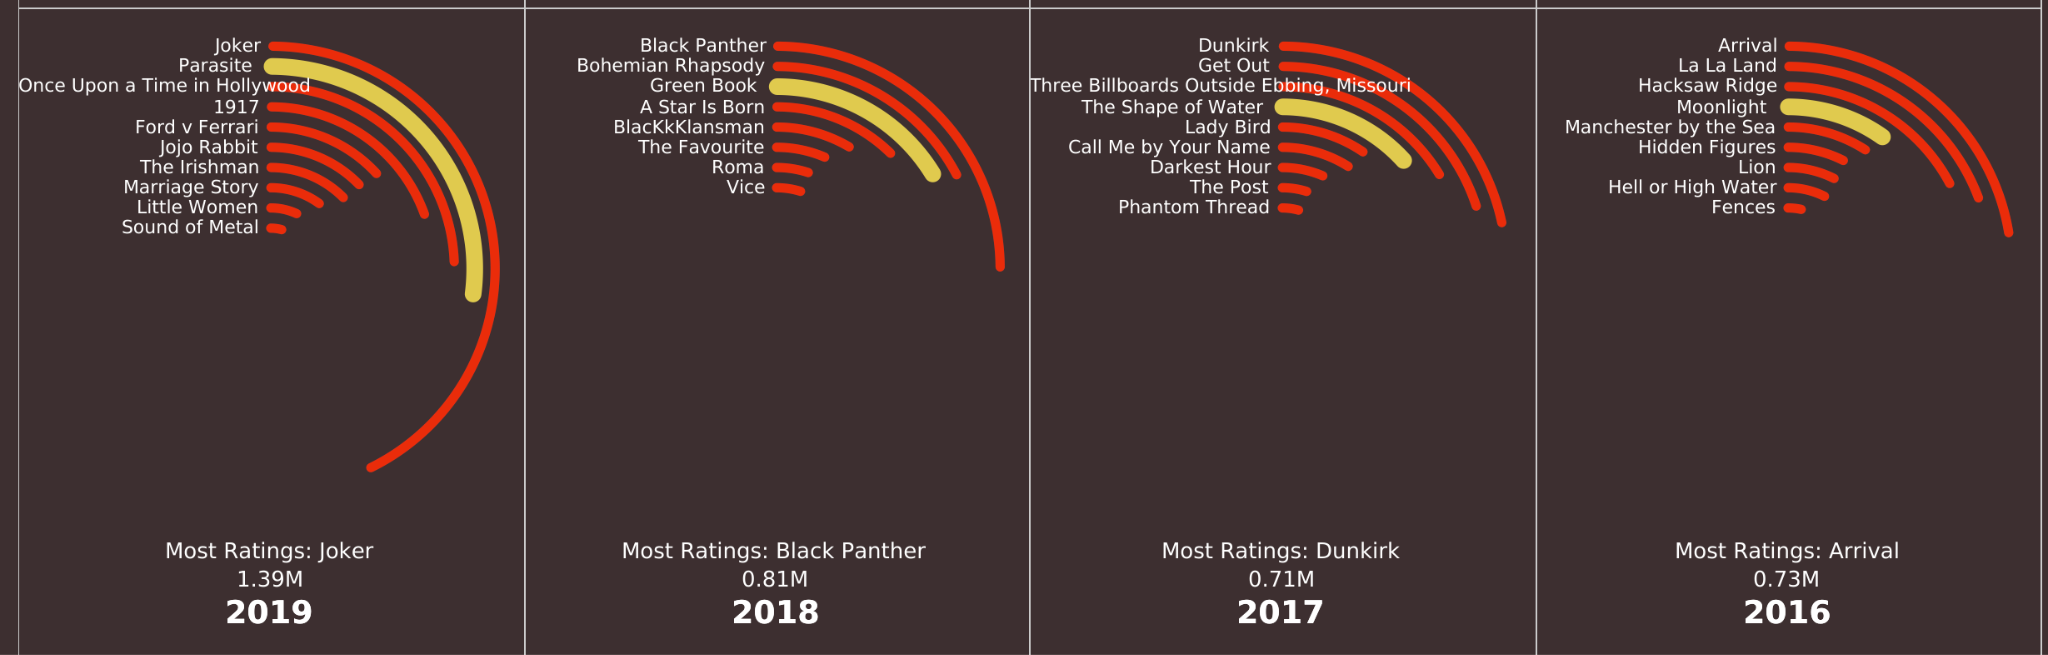 Joker
Parasite
Once Upon a Time in Hollywood
1917
Ford v Ferrari
Jojo Rabbit
The Irishman
Marriage Story
Little Women
Sound of Metal
Most Ratings: Joker
1.39M
2019
Black Panther
Bohemian Rhapsody
Green Book
A Star Is Born
BlacKkKlansman
The Favourite
Roma
Vice
Most Ratings: Black Panther
0.81M
2018
Dunkirk
Get Out
Three Billboards Outside Ebbing, Missouri
The Shape of Water
Lady Bird
Call Me by Your Name
Darkest Hour
The Post
Phantom Thread
Most Ratings: Dunkirk
0.71M
2017
Arrival
La La Land
Hacksaw Ridge
Moonlight
Manchester by the Sea
Hidden Figures
Lion
Hell or High Water
Fences
Most Ratings: Arrival
0.73M
2016